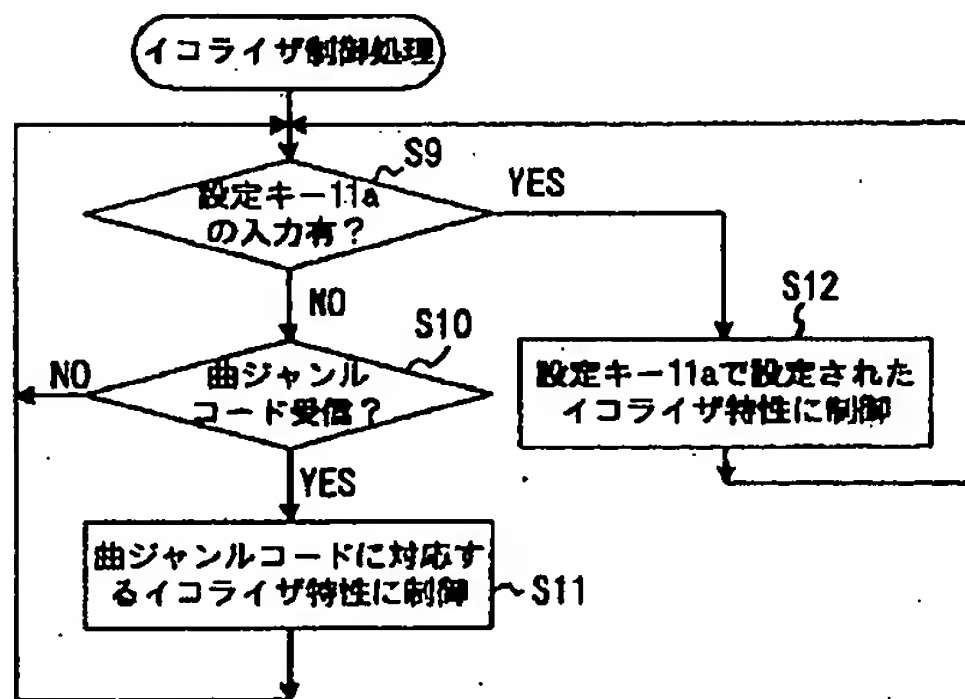 イコライザ制御処理
S9
設定キー11a
の入力有?
YES
NO
S10
曲ジャンル
コード受信?
NO
YES
S12
設定キー11aで設定された
イコライザ特性に制御
曲ジャンルコードに対応す
るイコライザ特性に制御
S11